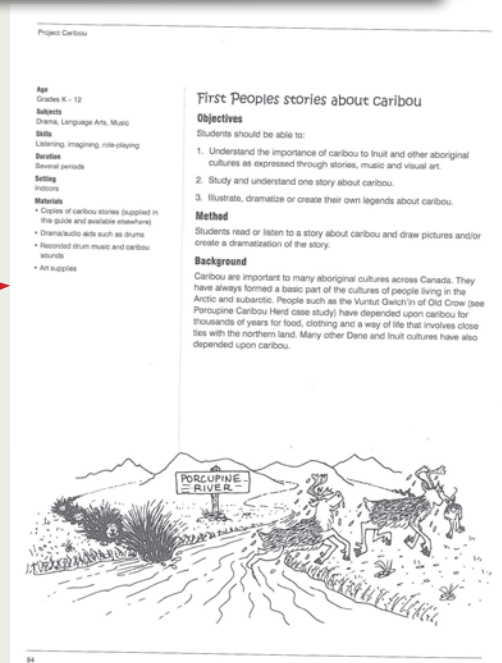 Project Caribou
Age
Grades K – 12
Subjects
Drama, Language Arts, Music
Skills
Listening, imagining, role-playing
Duration
Several periods
Setting
Indoors
Materials
• Copies of caribou stories (supplied in
this guide and available elsewhere)
• Drama/audio aids such as drums
• Recorded drum music and caribou
sounds
• Art supplies
First Peoples stories about caribou
Objectives
Students should be able to:
1. Understand the importance of caribou to Inuit and other aboriginal
cultures as expressed through stories, music and visual art.
2. Study and understand one story about caribou.
3. Illustrate, dramatize or create their own legends about caribou.
Method
Students read or listen to a story about caribou and draw pictures and/or
create a dramatization of the story.
Background
Caribou are important to many aboriginal cultures across Canada. They
have always formed a basic part of the cultures of people living in the
Arctic and subarctic. People such as the Vuntut Gwich'in of Old Crow (see
Porcupine Caribou Herd case study) have depended upon caribou for
thousands of years for food, clothing and a way of life that involves close
ties with the northern land. Many other Dene and Inuit cultures have also
depended upon caribou.
PORCUPINE
RIVER
84